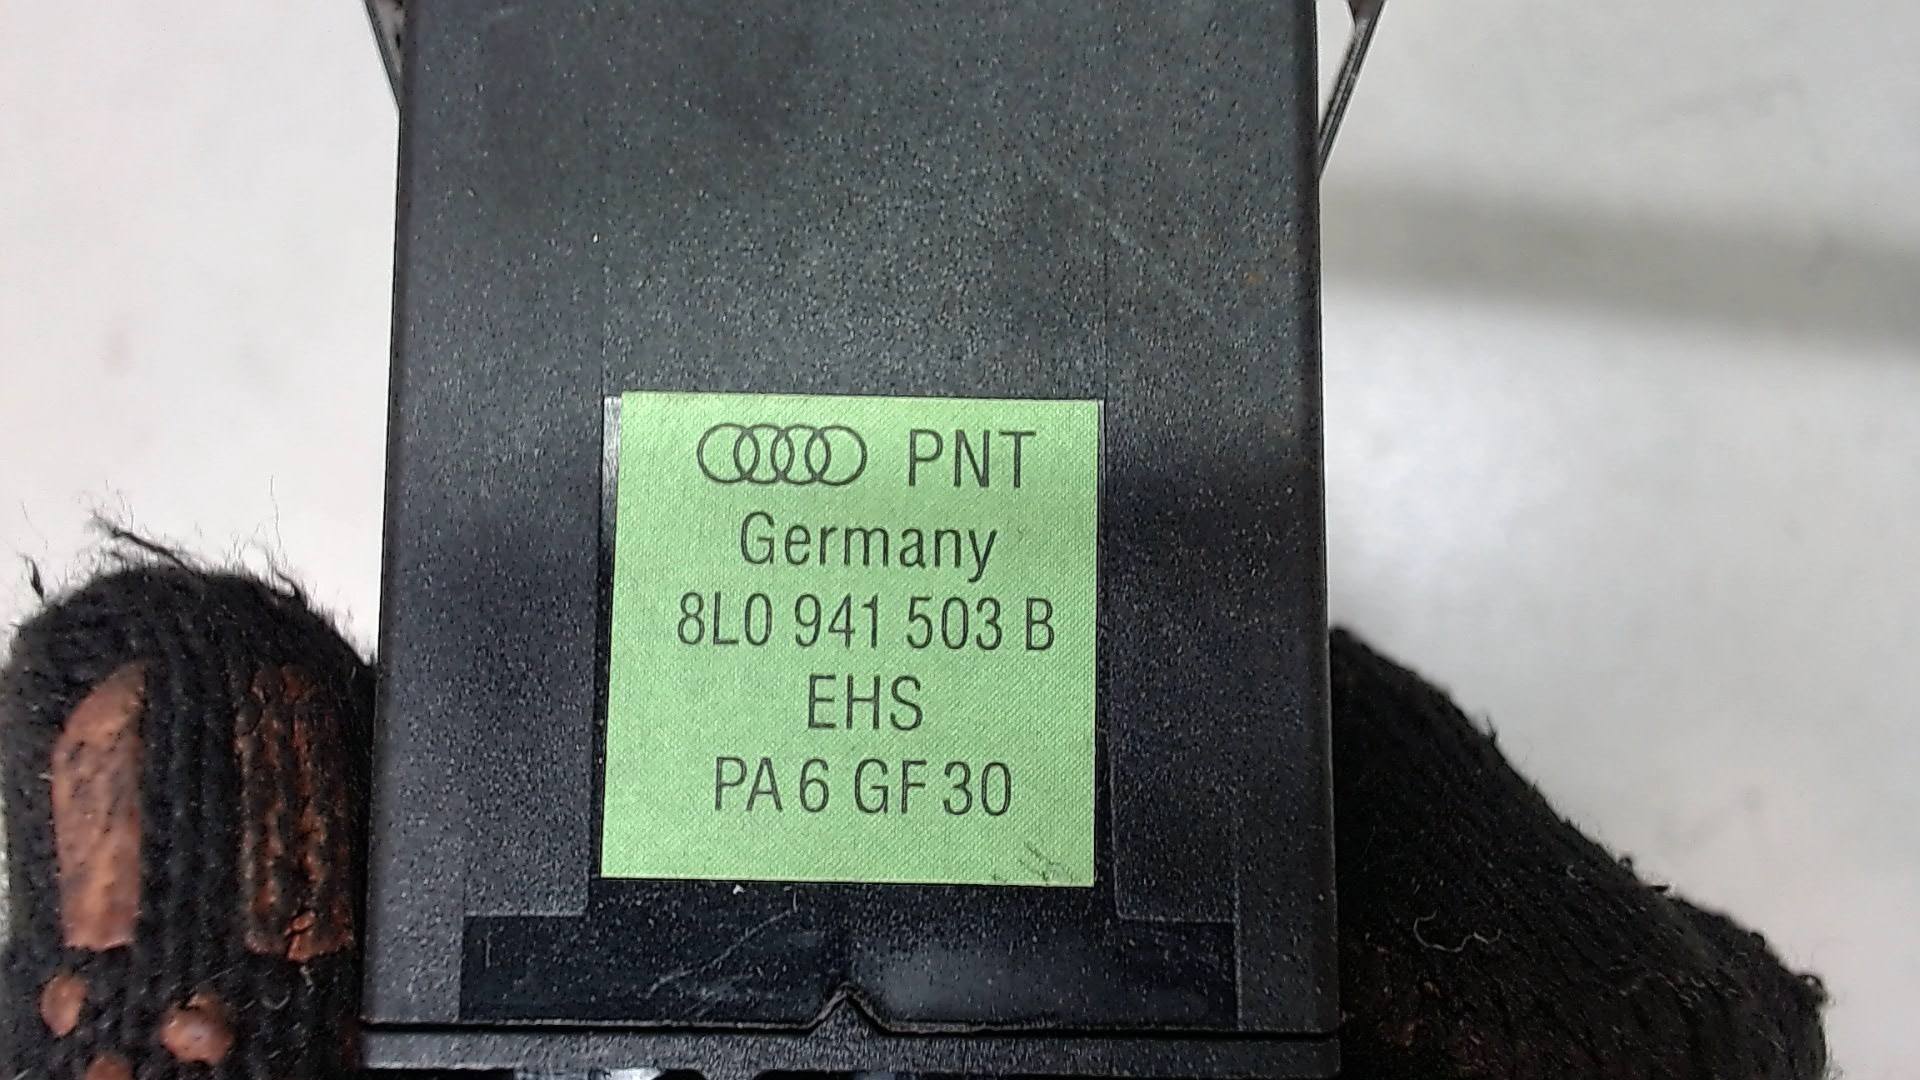 PNT
Germany
8L0 941 503 B
EHS
PA 6 GF 30